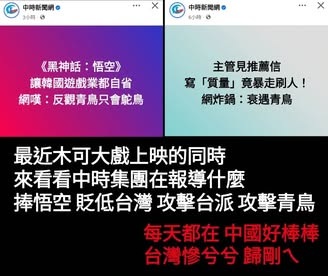 中時新聞網
3小時
《黑神話：悟空》
讓韓國遊戲業都自省
網嘆：反觀青鳥只會鴕鳥
中時新聞網
6小時
主管見推薦信
寫「質量」竟暴走刷人！
網炸鍋：衰遇青鳥
最近木可大戲上映的同時
來看看中時集團在報導什麼
捧悟空 貶低台灣 攻擊台派 攻擊青鳥
每天都在 中國好棒棒
台灣慘兮兮 歸剛ㄟ